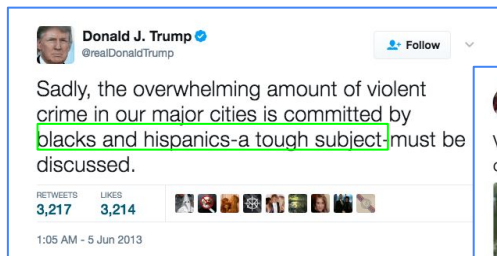 Donald J. Trump
@realDonaldTrump
Follow
Sadly, the overwhelming amount of violent
crime in our major cities is committed by
blacks and hispanics-a tough subject-must be
discussed.
RETWEETS LIKES
3,217 3,214
1:05 AM - 5 Jun 2013